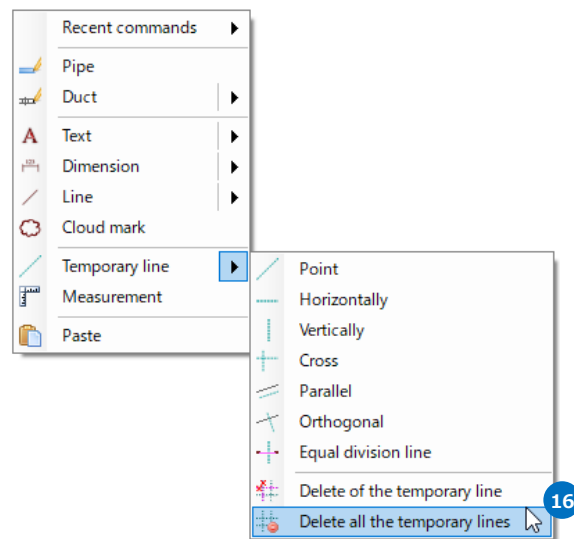 Recent commands
Pipe
Duct
Text
Dimension
Line
Cloud mark
Temporary line
Measurement
Paste
Point
Horizontally
Vertically
Cross
Parallel
Orthogonal
Equal division line
Delete of the temporary line
Delete all the temporary lines
16